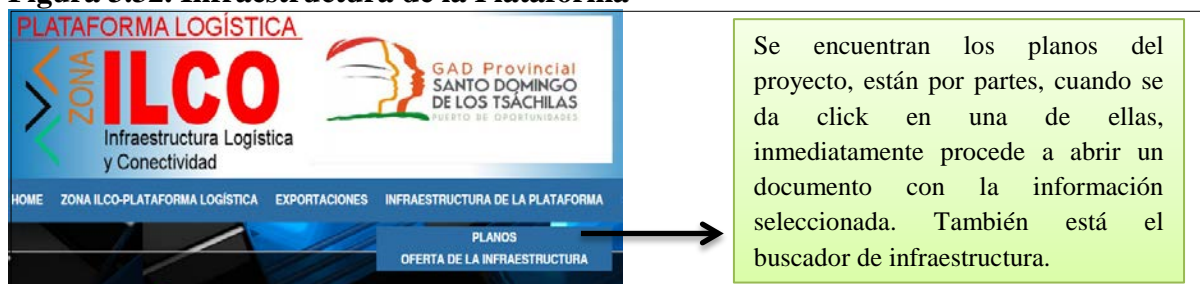 Figura 3.32. Infraestructura de la Plataforma
PLATAFORMA LOGÍSTICA
ZONA
ILCO
Infraestructura Logística
y Conectividad
GAD Provincial
SANTO DOMINGO
DE LOS TSÁCHILAS
PUERTO DE OPORTUNIDADES
HOME ZONA ILCO-PLATAFORMA LOGÍSTICA EXPORTACIONES INFRAESTRUCTURA DE LA PLATAFORMA
PLANOS
OFERTA DE LA INFRAESTRUCTURA
Se encuentran los planos del
proyecto, están por partes, cuando se
da click en una de ellas,
inmediatamente procede a abrir un
documento con la información
seleccionada. También está el
buscador de infraestructura.